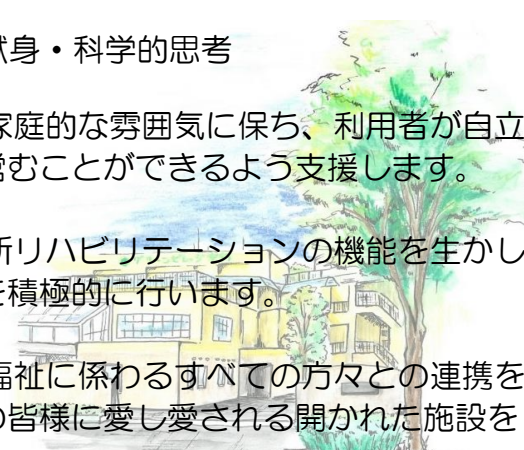 献身・科学的思考
家庭的な雰囲気に保ち、利用者が自立
営むことができるよう支援します。
所リハビリテーションの機能を生かし
を積極的に行います。
福祉に係わるすべての方々との連携を
の皆様に愛し愛される開かれた施設を